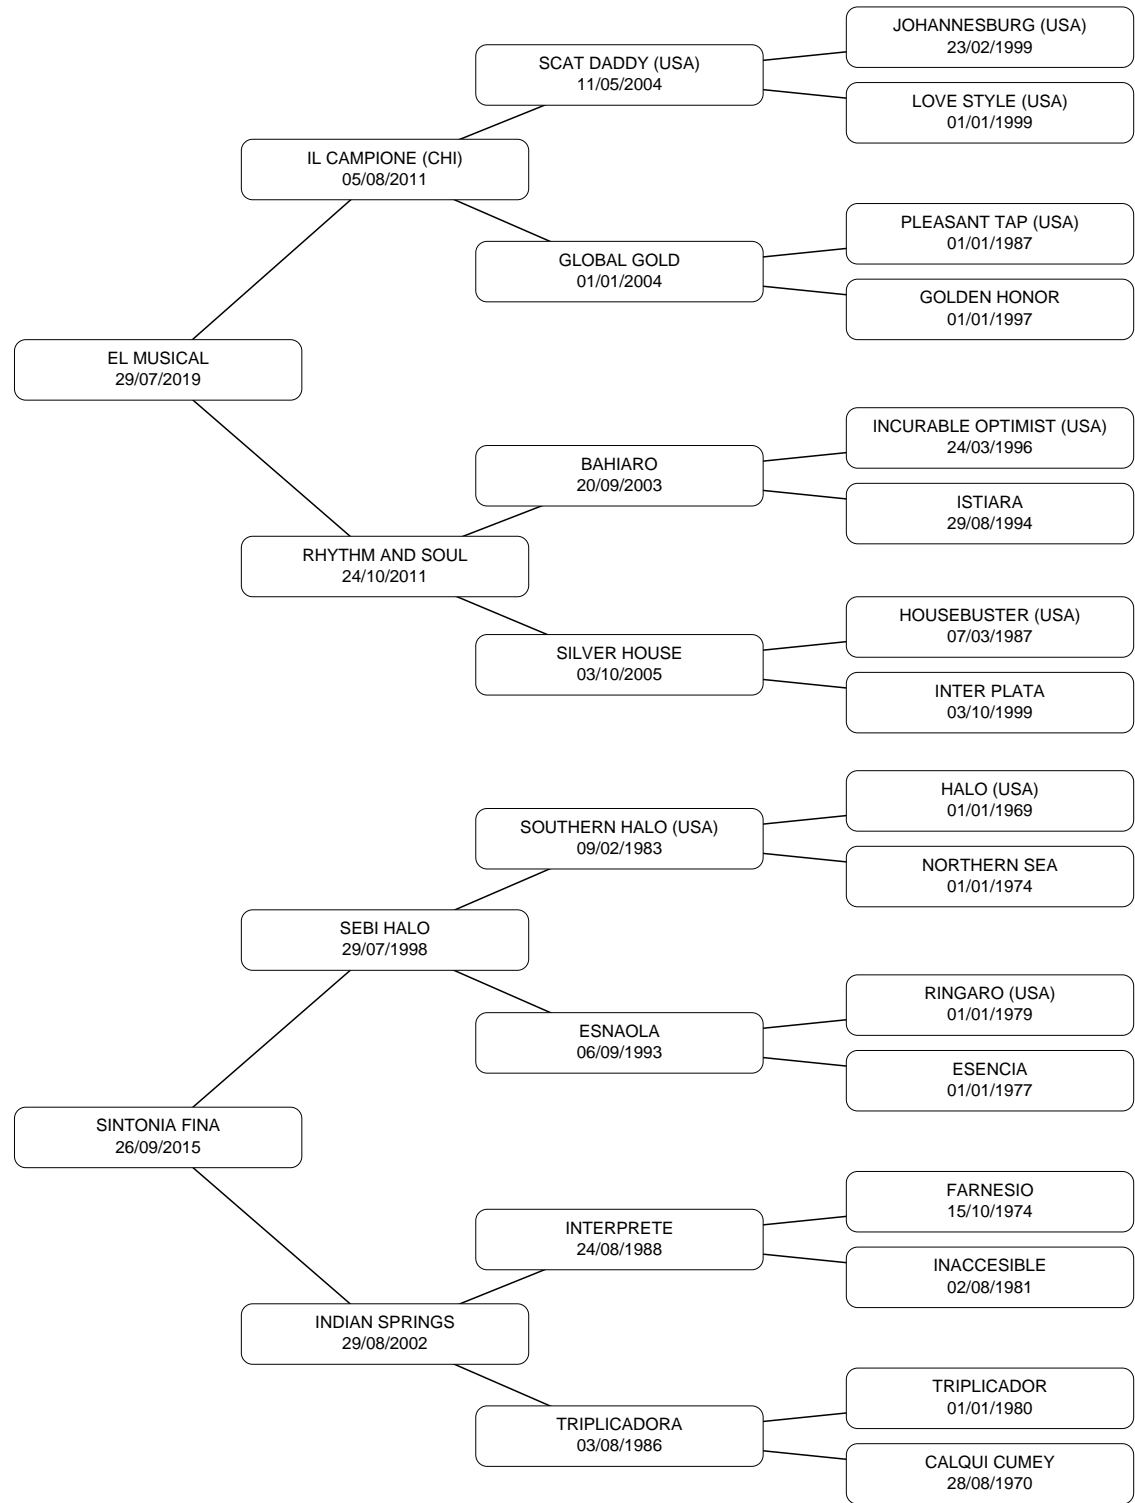 JOHANNESBURG (USA)
23/02/1999
SCAT DADDY (USA)
11/05/2004
LOVE STYLE (USA)
01/01/1999
IL CAMPIONE (CHI)
05/08/2011
PLEASANT TAP (USA)
01/01/1987
GLOBAL GOLD
01/01/2004
GOLDEN HONOR
01/01/1997
EL MUSICAL
29/07/2019
INCURABLE OPTIMIST (USA)
24/03/1996
BAHIARO
20/09/2003
ISTIARA
29/08/1994
RHYTHM AND SOUL
24/10/2011
HOUSEBUSTER (USA)
07/03/1987
SILVER HOUSE
03/10/2005
INTER PLATA
03/10/1999
HALO (USA)
01/01/1969
SOUTHERN HALO (USA)
09/02/1983
NORTHERN SEA
01/01/1974
SEBI HALO
29/07/1998
RINGARO (USA)
01/01/1979
ESNAOLA
06/09/1993
ESENCIA
01/01/1977
SINTONIA FINA
26/09/2015
FARNESIO
15/10/1974
INTERPRETE
24/08/1988
INACCESIBLE
02/08/1981
INDIAN SPRINGS
29/08/2002
TRIPLICADOR
01/01/1980
TRIPLICADORA
03/08/1986
CALQUI CUMEY
28/08/1970